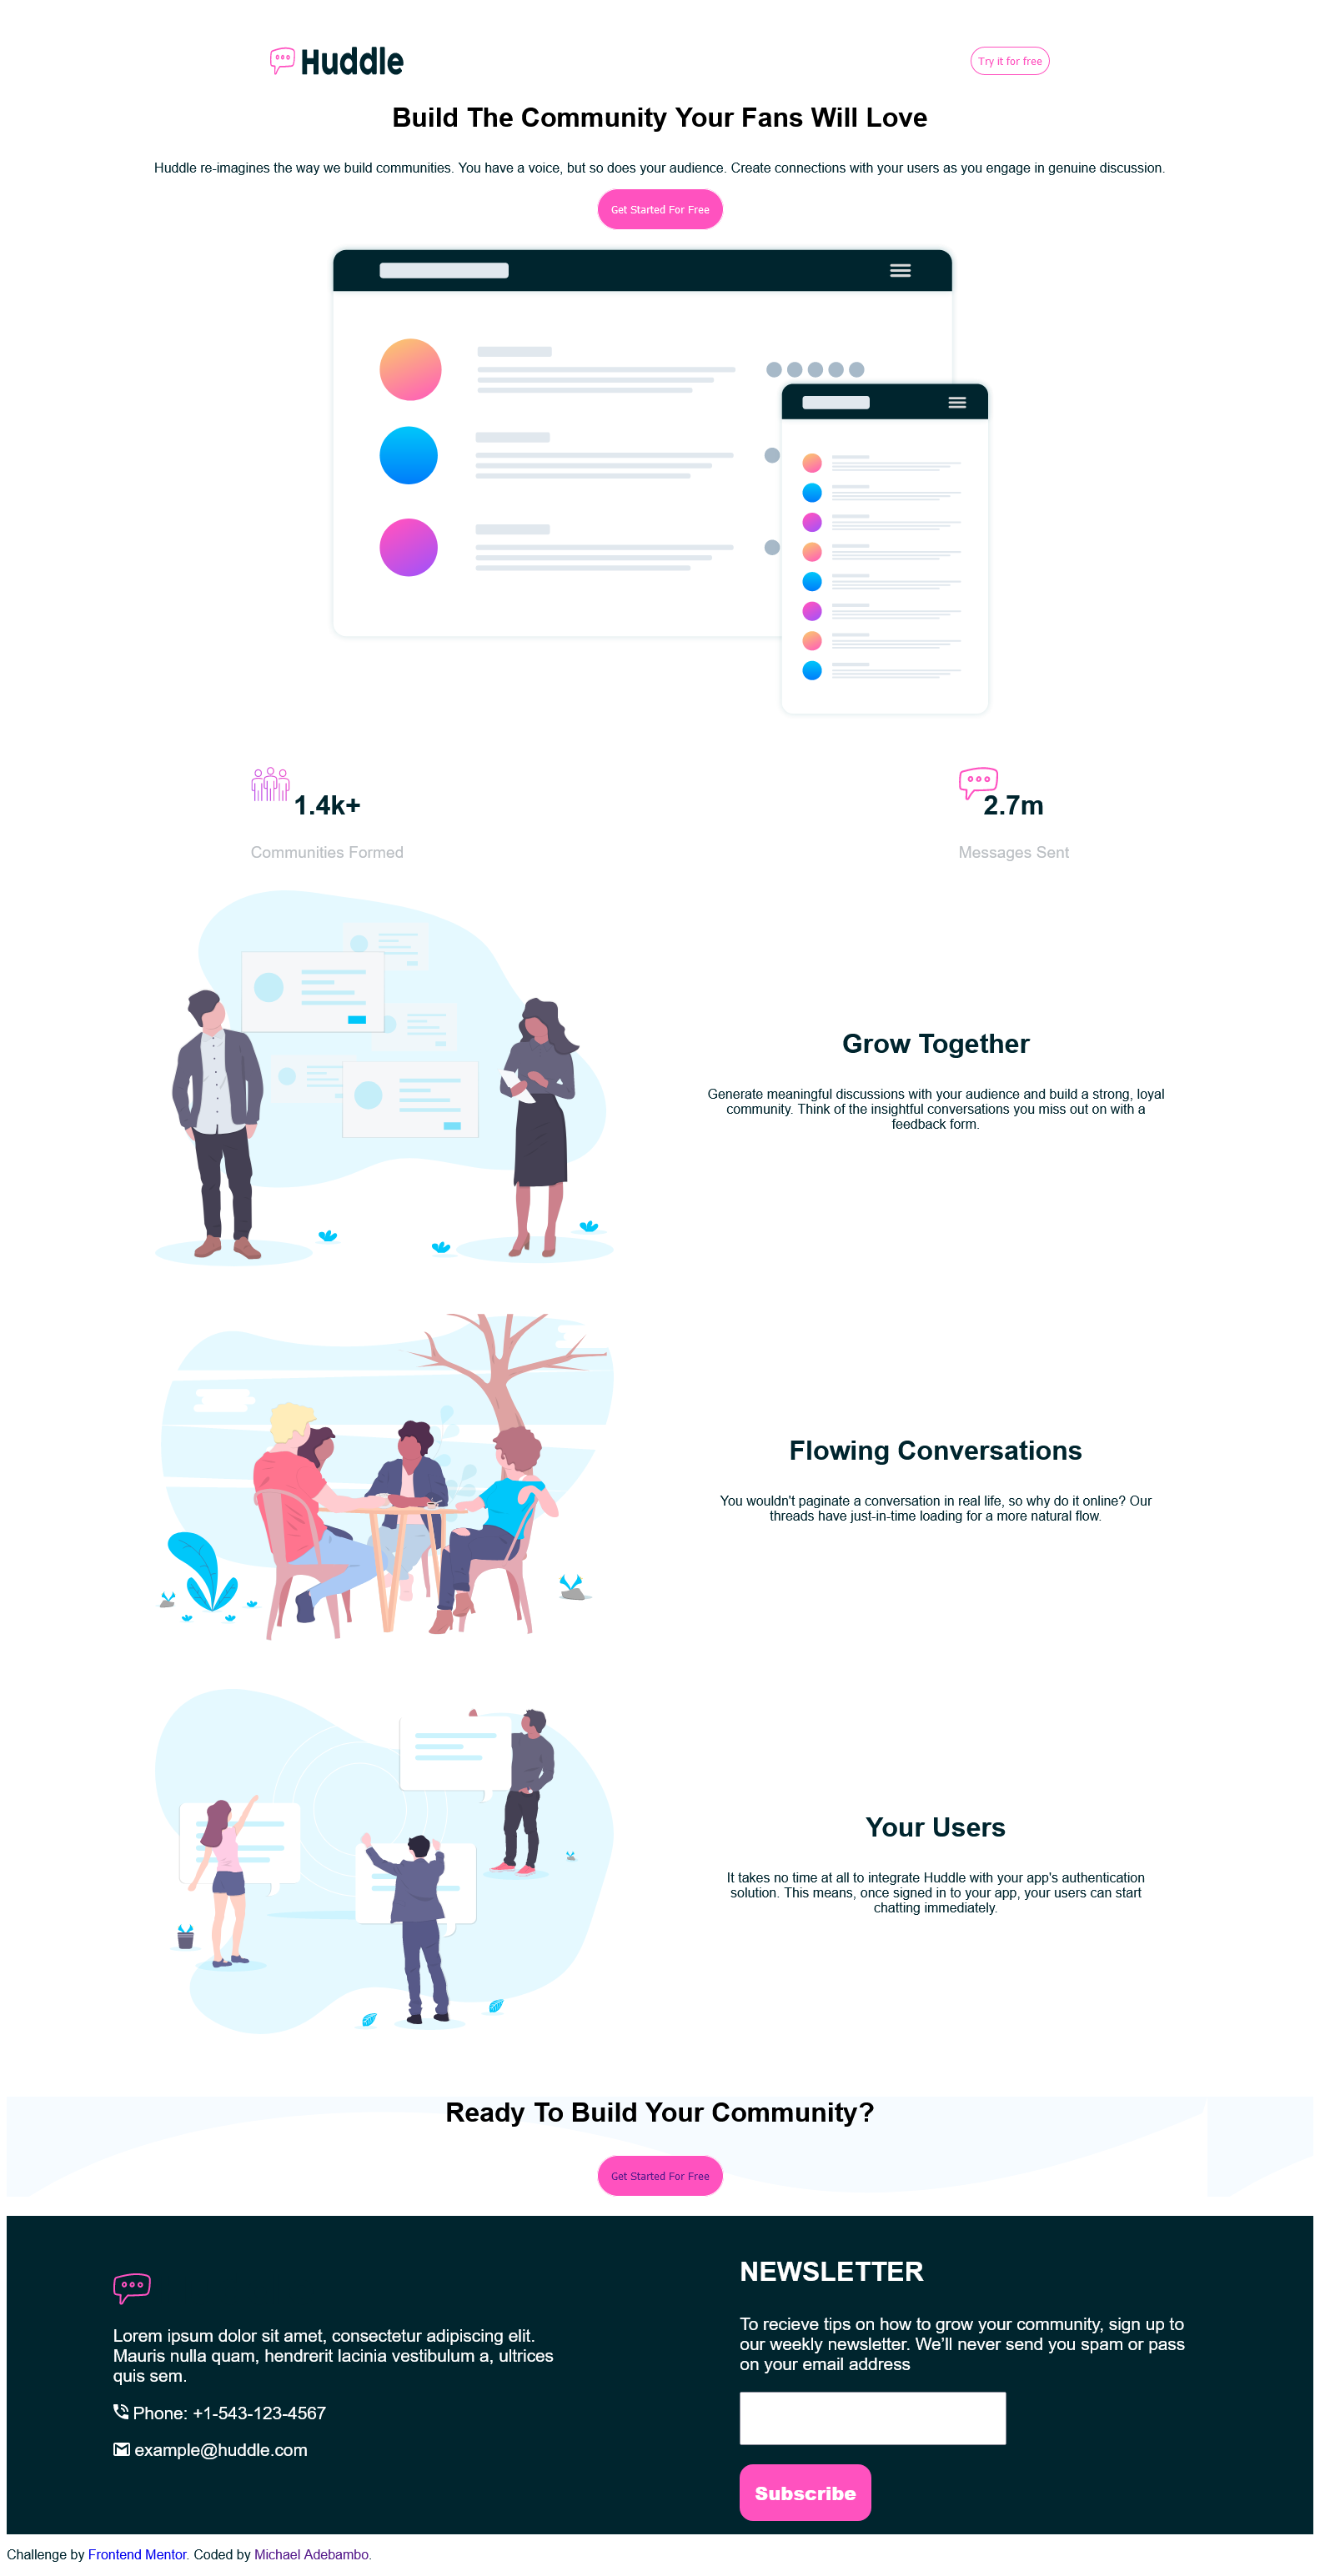 Huddle
Try it for free
Build The Community Your Fans Will Love
Huddle re-imagines the way we build communities. You have a voice, but so does your audience. Create connections with your users as you engage in genuine discussion.
Get Started For Free
1.4k+
Communities Formed
2.7m
Messages Sent
Grow Together
Generate meaningful discussions with your audience and build a strong, loyal
community. Think of the insightful conversations you miss out on with a
feedback form.
Flowing Conversations
You wouldn't paginate a conversation in real life, so why do it online? Our
threads have just-in-time loading for a more natural flow.
Your Users
It takes no time at all to integrate Huddle with your app's authentication
solution. This means, once signed in to your app, your users can start
chatting immediately.
Ready To Build Your Community?
Get Started For Free
Lorem ipsum dolor sit amet, consectetur adipiscing elit.
Mauris nulla quam, hendrerit lacinia vestibulum a, ultrices
quis sem.
Phone: +1-543-123-4567
example@huddle.com
NEWSLETTER
To recieve tips on how to grow your community, sign up to
our weekly newsletter. We’ll never send you spam or pass
on your email address
Subscribe
Challenge by Frontend Mentor. Coded by Michael Adebambo.